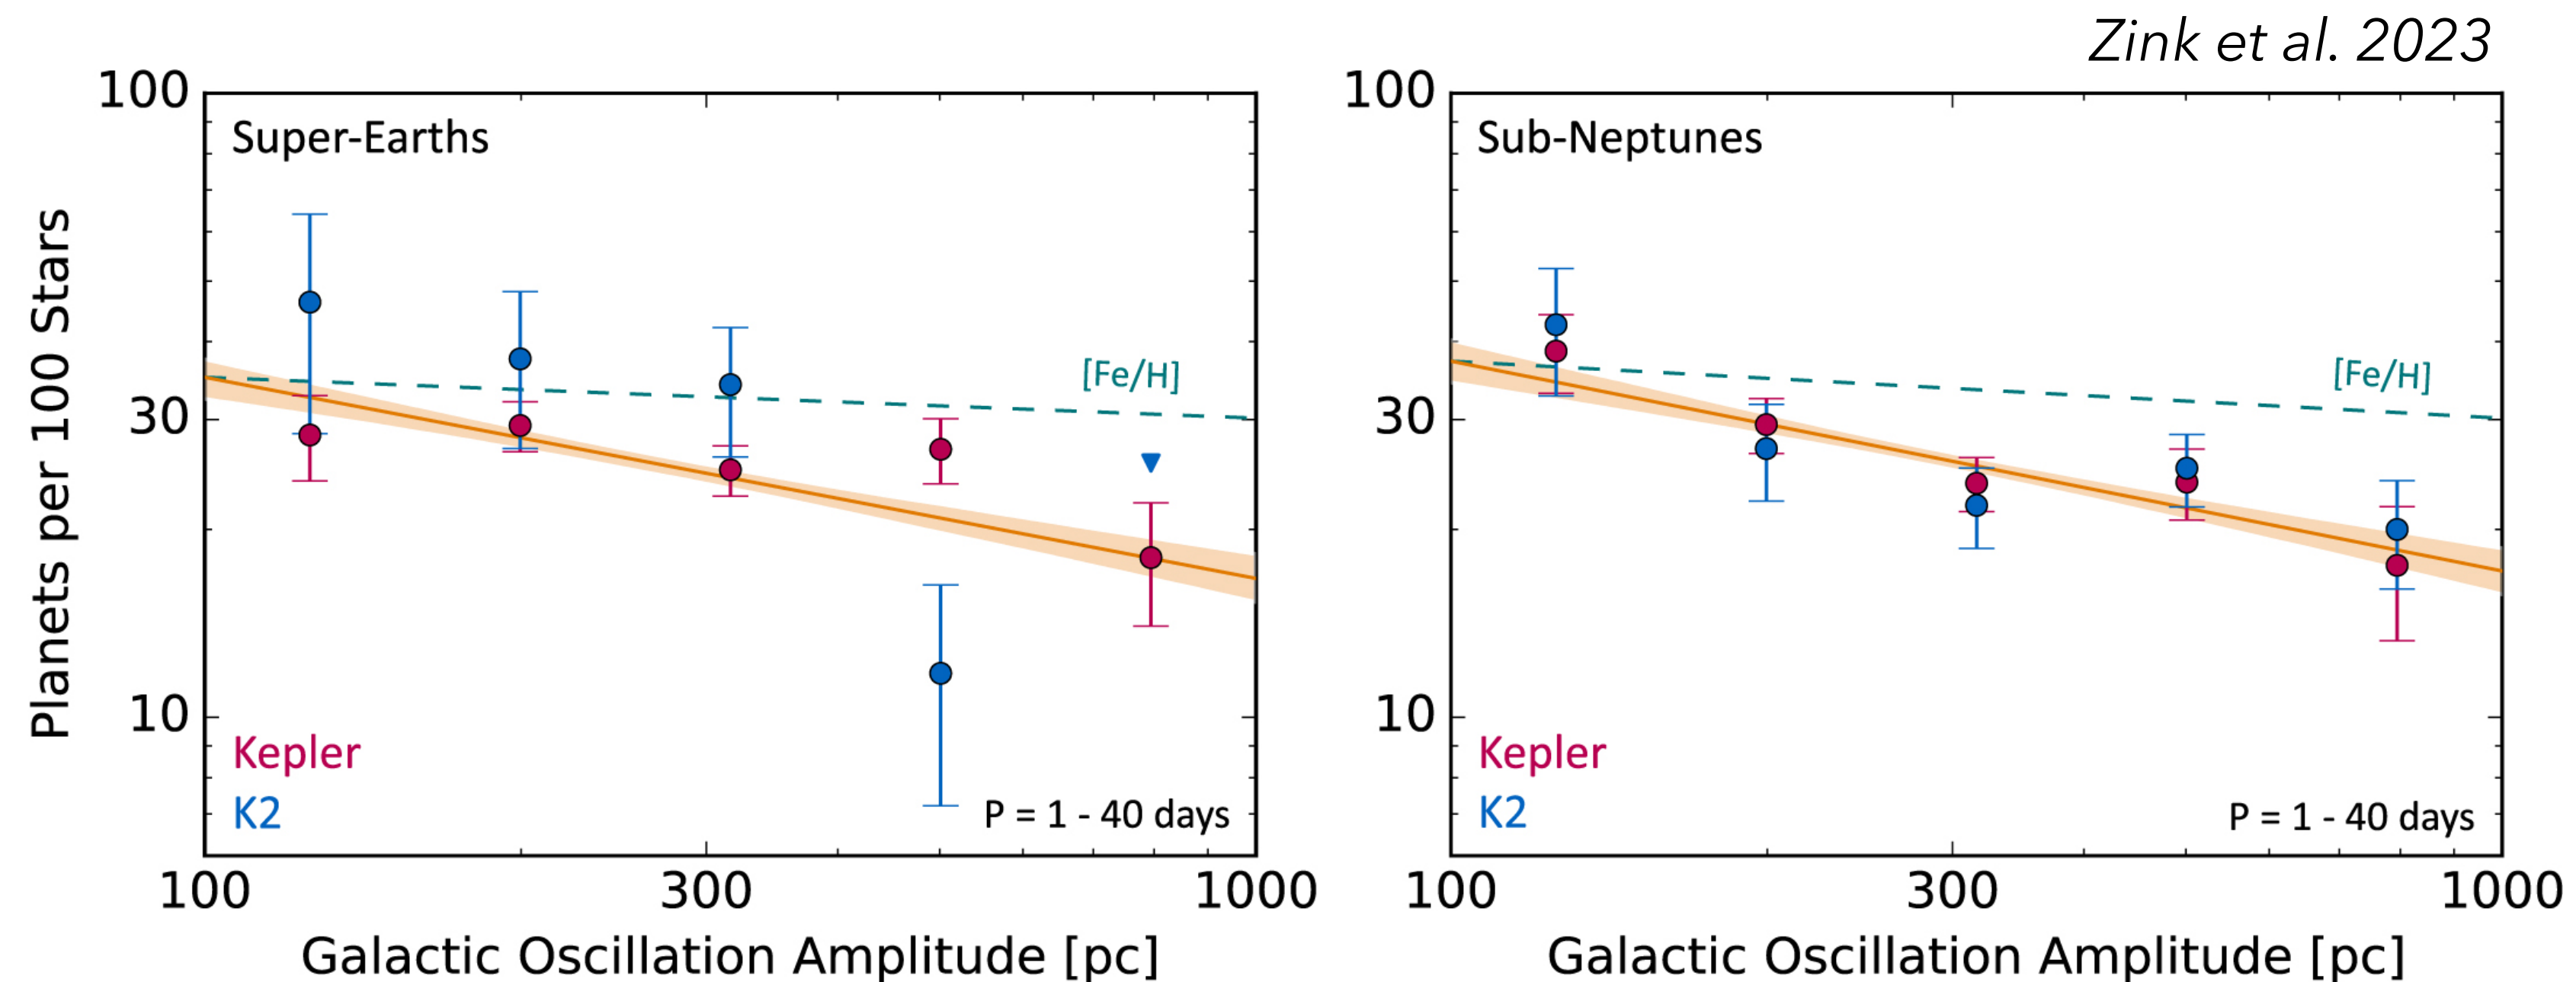 Zink et al. 2023
Planets per 100 Stars
100
30
10
Super-Earths
[Fe/H]
Kepler
K2
P = 1 - 40 days
100
300
1000
Galactic Oscillation Amplitude [pc]
100
30
10
Sub-Neptunes
[Fe/H]
Kepler
K2
P = 1 - 40 days
100
300
1000
Galactic Oscillation Amplitude [pc]